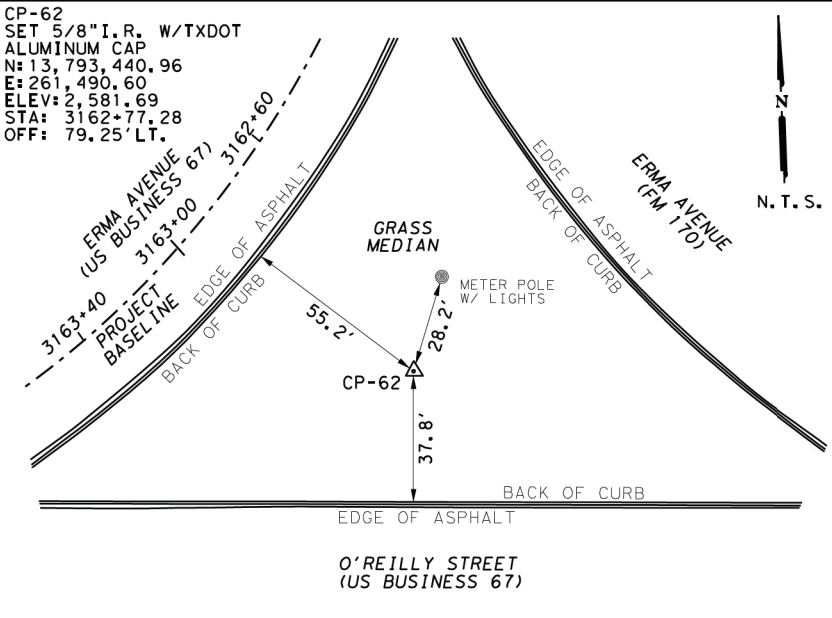 CP-62
SET 5/8"I.R. W/TXDOT
ALUMINUM CAP
N: 13,793,440.96
E: 261,490.60
ELEV: 2,581.69
STA: 3162+77.28
OFF: 79.25'LT.
N
N.T.S.
ERMA AVENUE
(US BUSINESS 67)
3162+60
3163+00
3163+40
PROJECT
BASELINE
EDGE OF ASPHALT
BACK OF CURB
GRASS
MEDIAN
METER POLE
W/ LIGHTS
55.2'
28.2'
CP-62
37.8'
EDGE OF ASPHALT
BACK OF CURB
ERMA AVENUE
(FM 170)
BACK OF CURB
EDGE OF ASPHALT
O'REILLY STREET
(US BUSINESS 67)